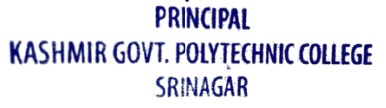 PRINCIPAL
KASHMIR GOVT. POLYTECHNIC COLLEGE
SRINAGAR